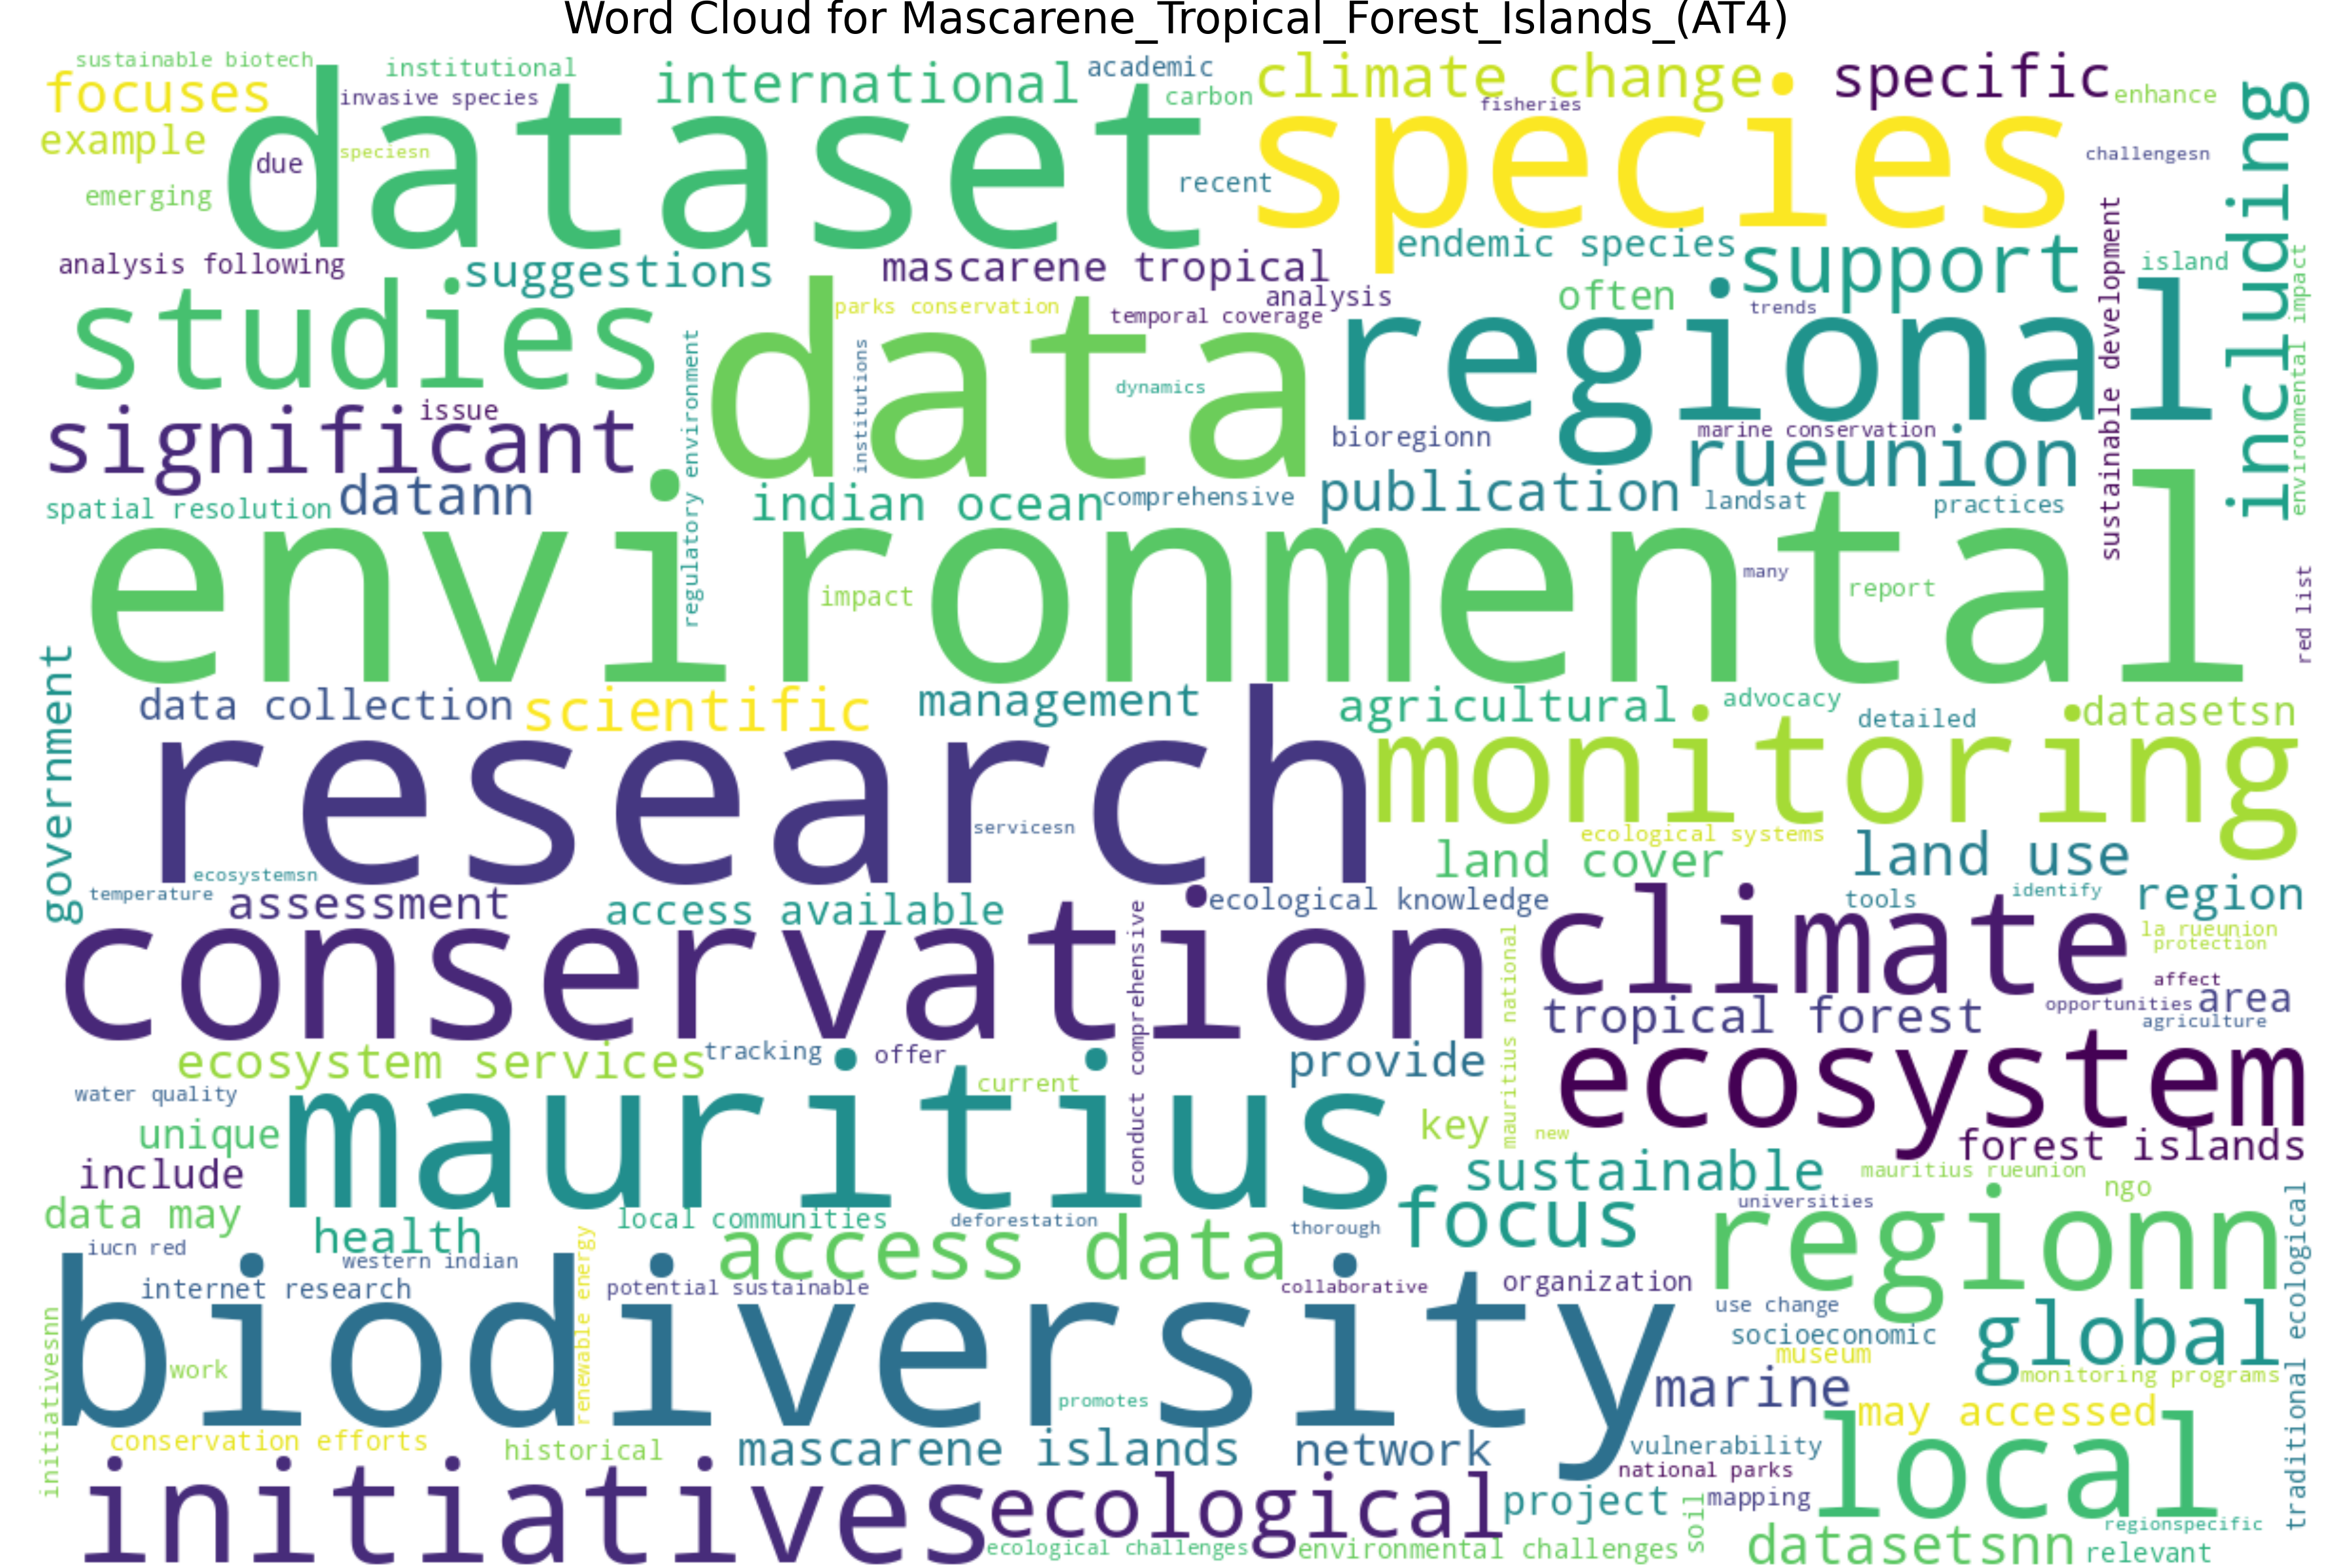 Word Cloud for Mascarene_Tropical_Forest_Islands_(AT4)
sustainable biotech
institutional
international
academic
climate change
specific
focuses
invasive species
carbon
fisheries
enhance
including
example
dataset
species
due
speciesn
recent
challengesn
emerging
analysis following
suggestions
mascarene tropical
endemic species
support
island
sustainable development
environmental impact
studies
parks conservation
analysis
often
trends
temporal coverage
data
regional
regulatory environment
institutions
dynamics
issue
significant
bioregionn
marine conservation
rueunion
spatial resolution
datann
indian ocean
comprehensive
publication
landsat
practices
environmental
impact
many
report
red list
government
data collection
scientific
management
agricultural
advocacy
detailed
datasetsn
research
monitoring
servicesn
ecological systems
land cover
land use
ecosystemsn
temperature
assessment
access available
ecological knowledge
tools
identify
region
conservation
conduct comprehensive
mauritius national
climate
la rueunion
protection
affect
opportunities
area
tropical forest
agriculture
ecosystem services
tracking
offer
provide
ecosystem
water quality
current
mauritius
unique
key
new
forest islands
include
sustainable
mauritius rueunion
data may
local communities
deforestation
thorough
focus
universities
ngo
regionn
traditional ecological
health
access data
iucn red
western indian
renewable energy
internet research
potential sustainable
collaborative
organization
use change
socioeconomic
global
museum
initiativesnn
biodiversity
work
promotes
marine
monitoring programs
may accessed
conservation efforts
historical
mascarene islands
network
vulnerability
local
national parks
initiatives
ecological
project
soil
mapping
regionspecific
ecological challenges
environmental challenges
datasetsnn
relevant